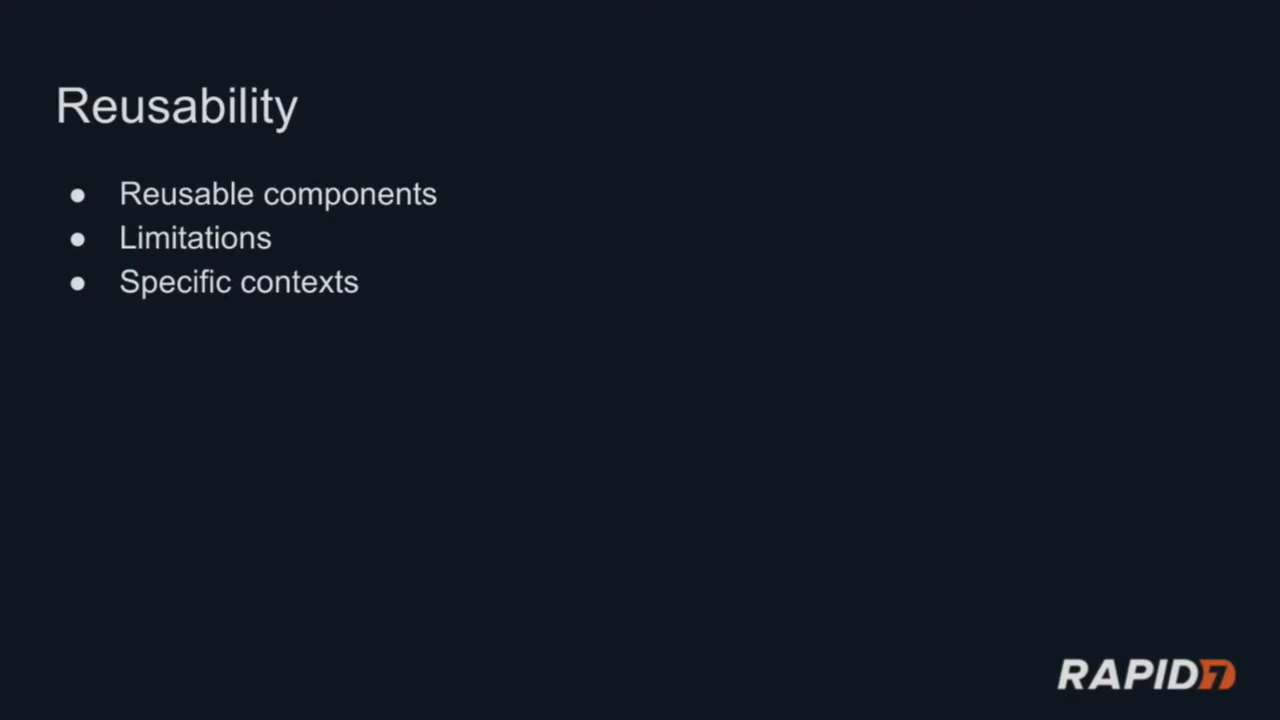 Reusability
● Reusable components
● Limitations
● Specific contexts
RAPID7